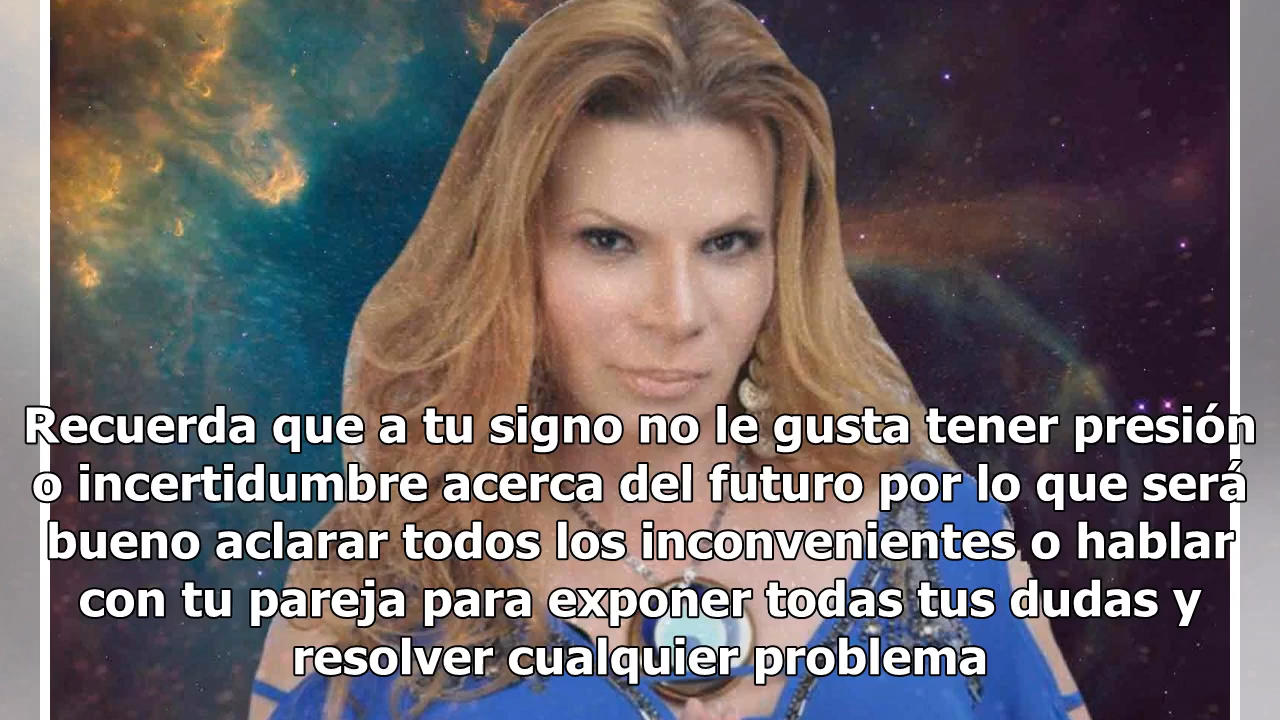 Recuerda que a tu signo no le gusta tener presión
o incertidumbre acerca del futuro por lo que será
bueno aclarar todos los inconvenientes o hablar
con tu pareja para exponer todas tus dudas y
resolver cualquier problema